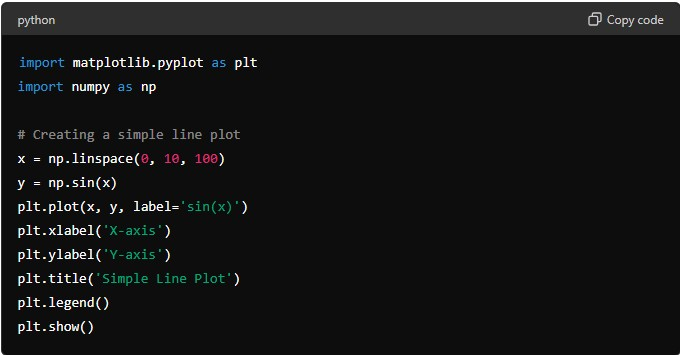 python
Copy code
import matplotlib.pyplot as plt
import numpy as np
# Creating a simple line plot
x = np.linspace(0, 10, 100)
y = np.sin(x)
plt.plot(x, y, label='sin(x)')
plt.xlabel('X-axis')
plt.ylabel('Y-axis')
plt.title('Simple Line Plot')
plt.legend()
plt.show()